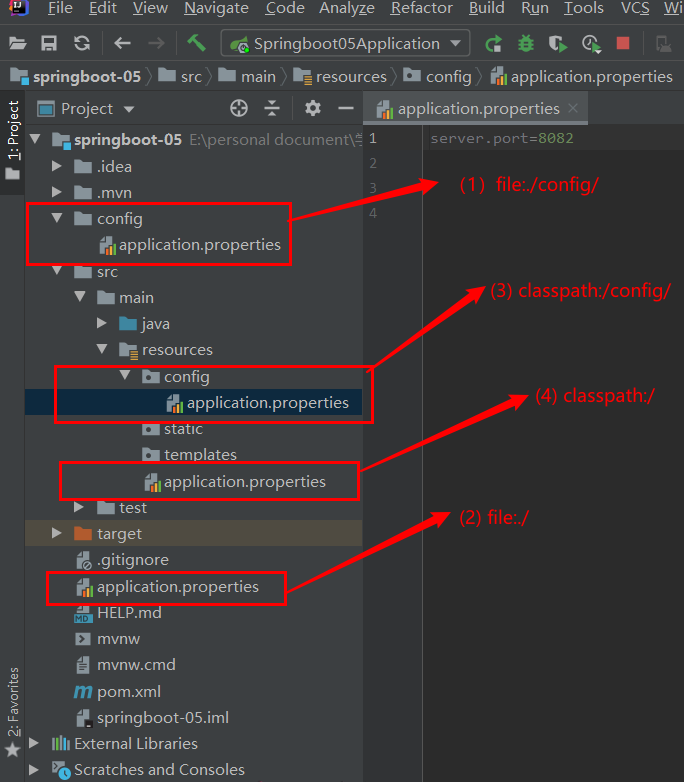 File Edit View Navigate Code Analyze Refactor Build Run Tools VCS
Springboot05Application
springboot-05 src main resources config application.properties
Project application.properties
springboot-05 E:\personal document\
1 server.port=8082
2
3
4
.idea
.mvn
(1) file:./config/
config
application.properties
src
(3) classpath:/config/
main
java
resources
config
(4) classpath:/
application.properties
static
templates
application.properties
test
(2) file:./
target
.gitignore
application.properties
MD HELP.md
mvnw
mvnw.cmd
m pom.xml
springboot-05.iml
External Libraries
Scratches and Consoles
1: Project
2: Favorites